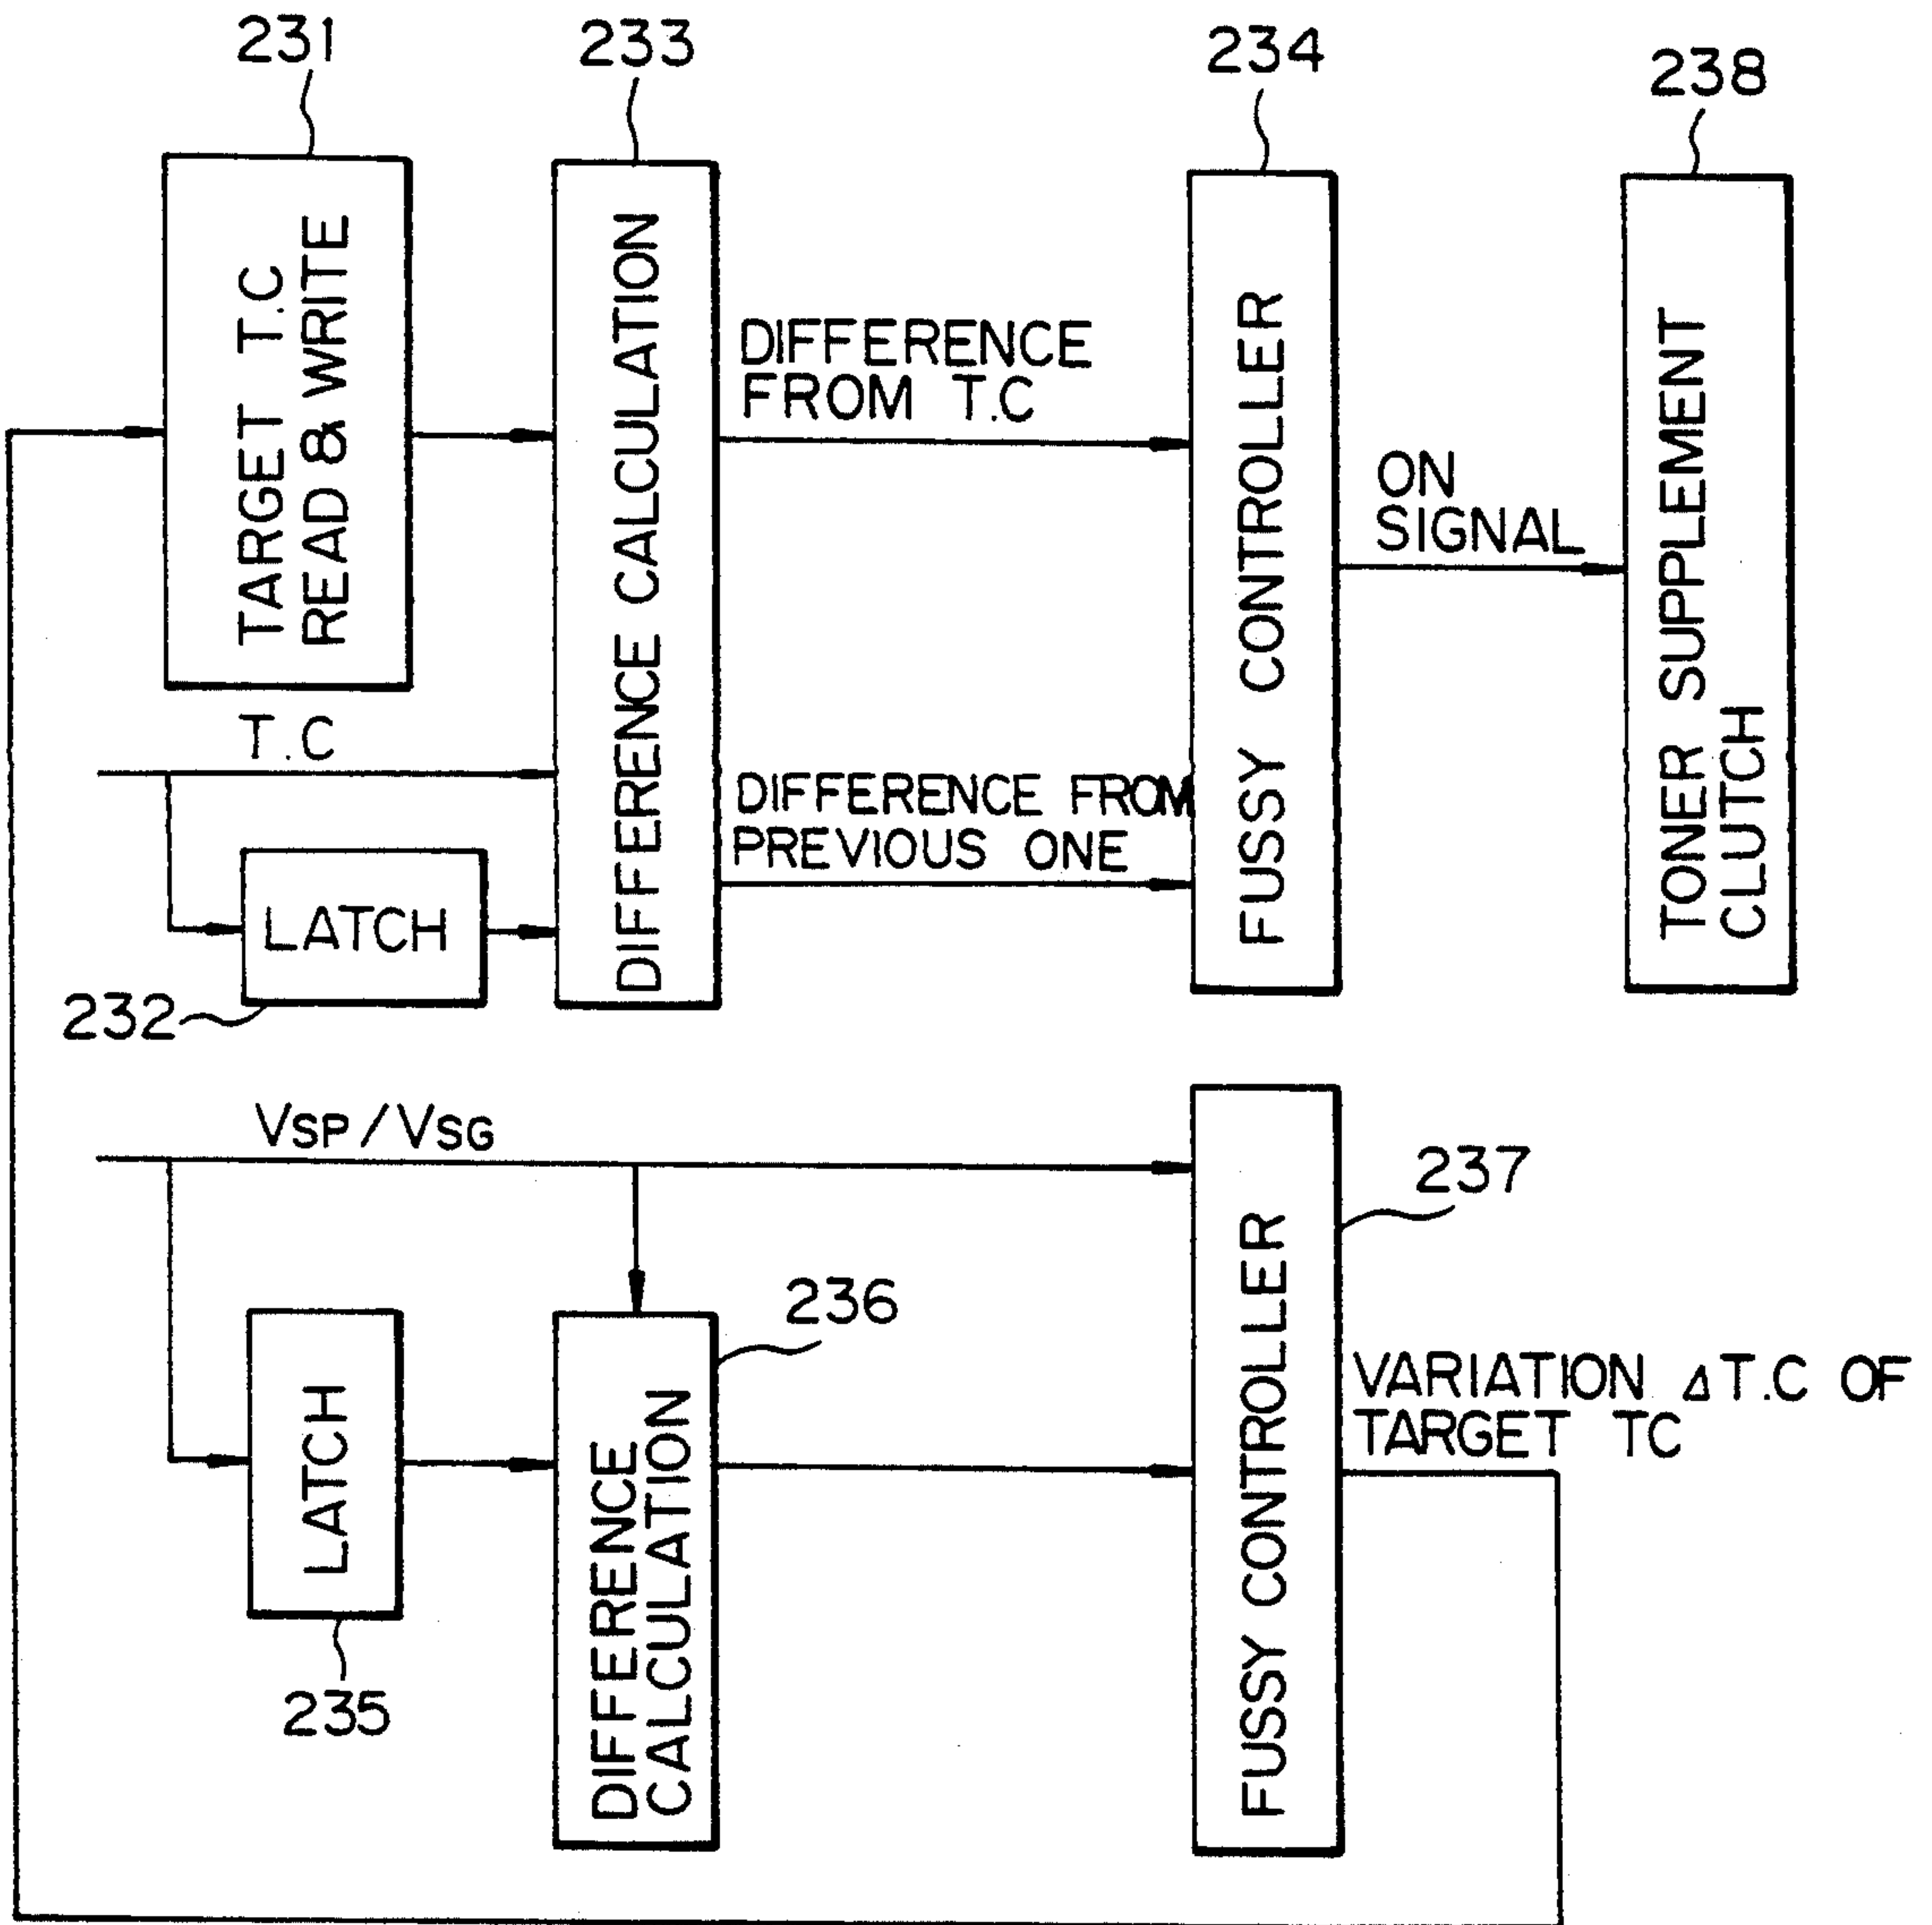 231
233
234
238
TARGET T.C
READ & WRITE
DIFFERENCE CALCULATION
DIFFERENCE
FROM T.C
FUSSY CONTROLLER
ON
SIGNAL
TONER SUPPLEMENT
CLUTCH
T.C
DIFFERENCE FROM
PREVIOUS ONE
LATCH
232
VSP/VSG
237
236
LATCH
235
DIFFERENCE
CALCULATION
FUSSY CONTROLLER
VARIATION ΔT.C OF
TARGET TC